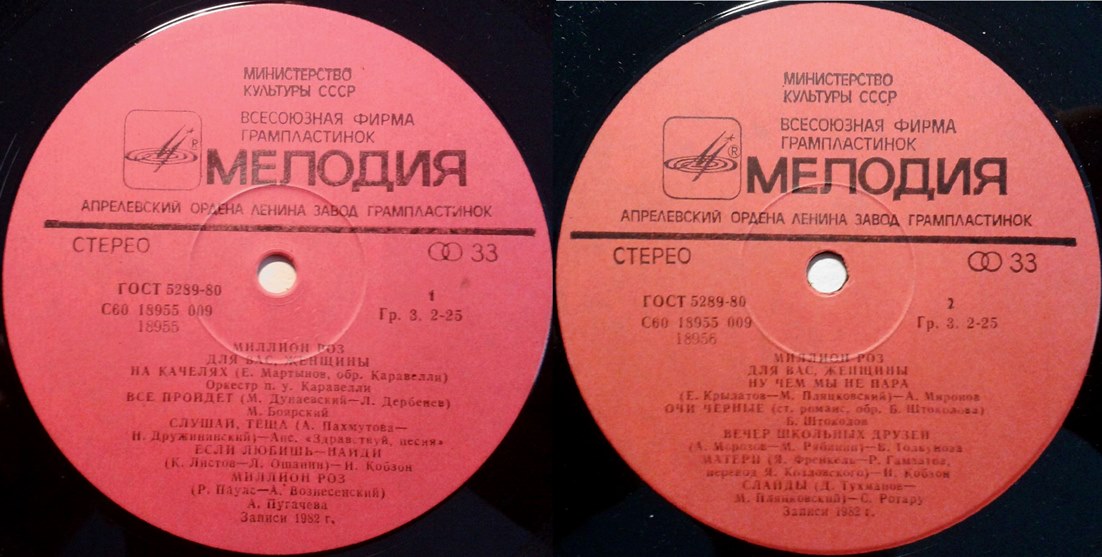 МИНИСТЕРСТВО
КУЛЬТУРЫ СССР
ВСЕСОЮЗНАЯ ФИРМА
ГРАМПЛАСТИНОК
®
МЕЛОДИЯ
АПРЕЛЕВСКИЙ ОРДЕНА ЛЕНИНА ЗАВОД ГРАМПЛАСТИНОК
СТЕРЕО
33
ГОСТ 5289-80
1
С60 18955 009
Гр. 3. 2-25
18955
МИЛЛИОН РОЗ
ДЛЯ ВАС, ЖЕНЩИНЫ
НА КАЧЕЛЯХ (Е. Мартынов, обр. Каравелли)
Оркестр п. у. Каравелли
ВСЕ ПРОЙДЕТ (М. Дунаевский—Л. Дербенев)
М. Боярский
СЛУШАЙ, ТЕЩА (А. Пахмутова—
Н. Дружининский)—Анс. «Здравствуй, песня»
ЕСЛИ ЛЮБИШЬ—НАЙДИ
(К. Листов—Л. Ошанин)—И. Кобзон
МИЛЛИОН РОЗ
(Р. Паулс—А. Вознесенский)
А. Пугачева
Записи 1982 г.
МИНИСТЕРСТВО
КУЛЬТУРЫ СССР
ВСЕСОЮЗНАЯ ФИРМА
ГРАМПЛАСТИНОК
®
МЕЛОДИЯ
АПРЕЛЕВСКИЙ ОРДЕНА ЛЕНИНА ЗАВОД ГРАМПЛАСТИНОК
СТЕРЕО
33
ГОСТ 5289-80
2
С60 18955 009
Гр. 3. 2-25
18956
МИЛЛИОН РОЗ
ДЛЯ ВАС, ЖЕНЩИНЫ
НУ ЧЕМ МЫ НЕ ПАРА
(Е. Крылатов—М. Пляцковский)—А. Миронов
ОЧИ ЧЕРНЫЕ (ст. романс, обр. Б. Штоколова)
Б. Штоколов
ВЕЧЕР ШКОЛЬНЫХ ДРУЗЕЙ
(А. Морозов—М. Рябинин)—В. Толкунова
МАТЕРИ (Я. Френкель—Р. Гамзатов,
перевод Я. Козловского)—И. Кобзон
СЛАЙДЫ (Д. Тухманов—
М. Пляцковский)—С. Ротару
Записи 1982 г.